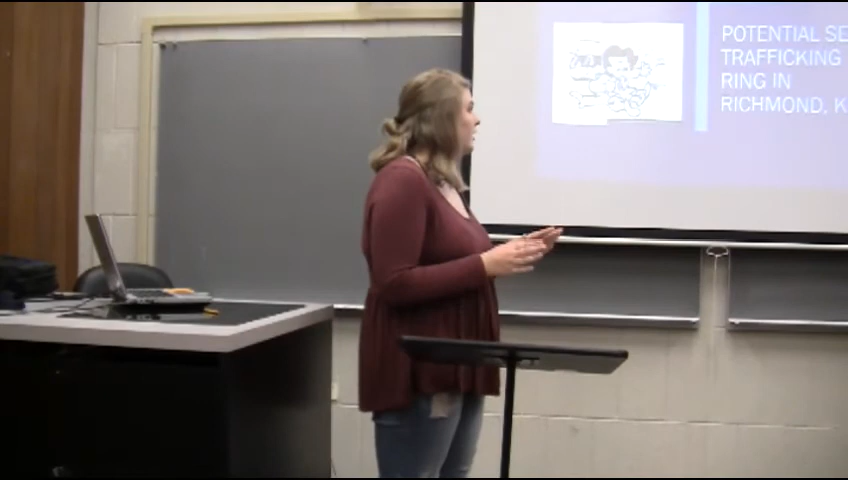 POTENTIAL SE
TRAFFICKING
RING IN
RICHMOND, K